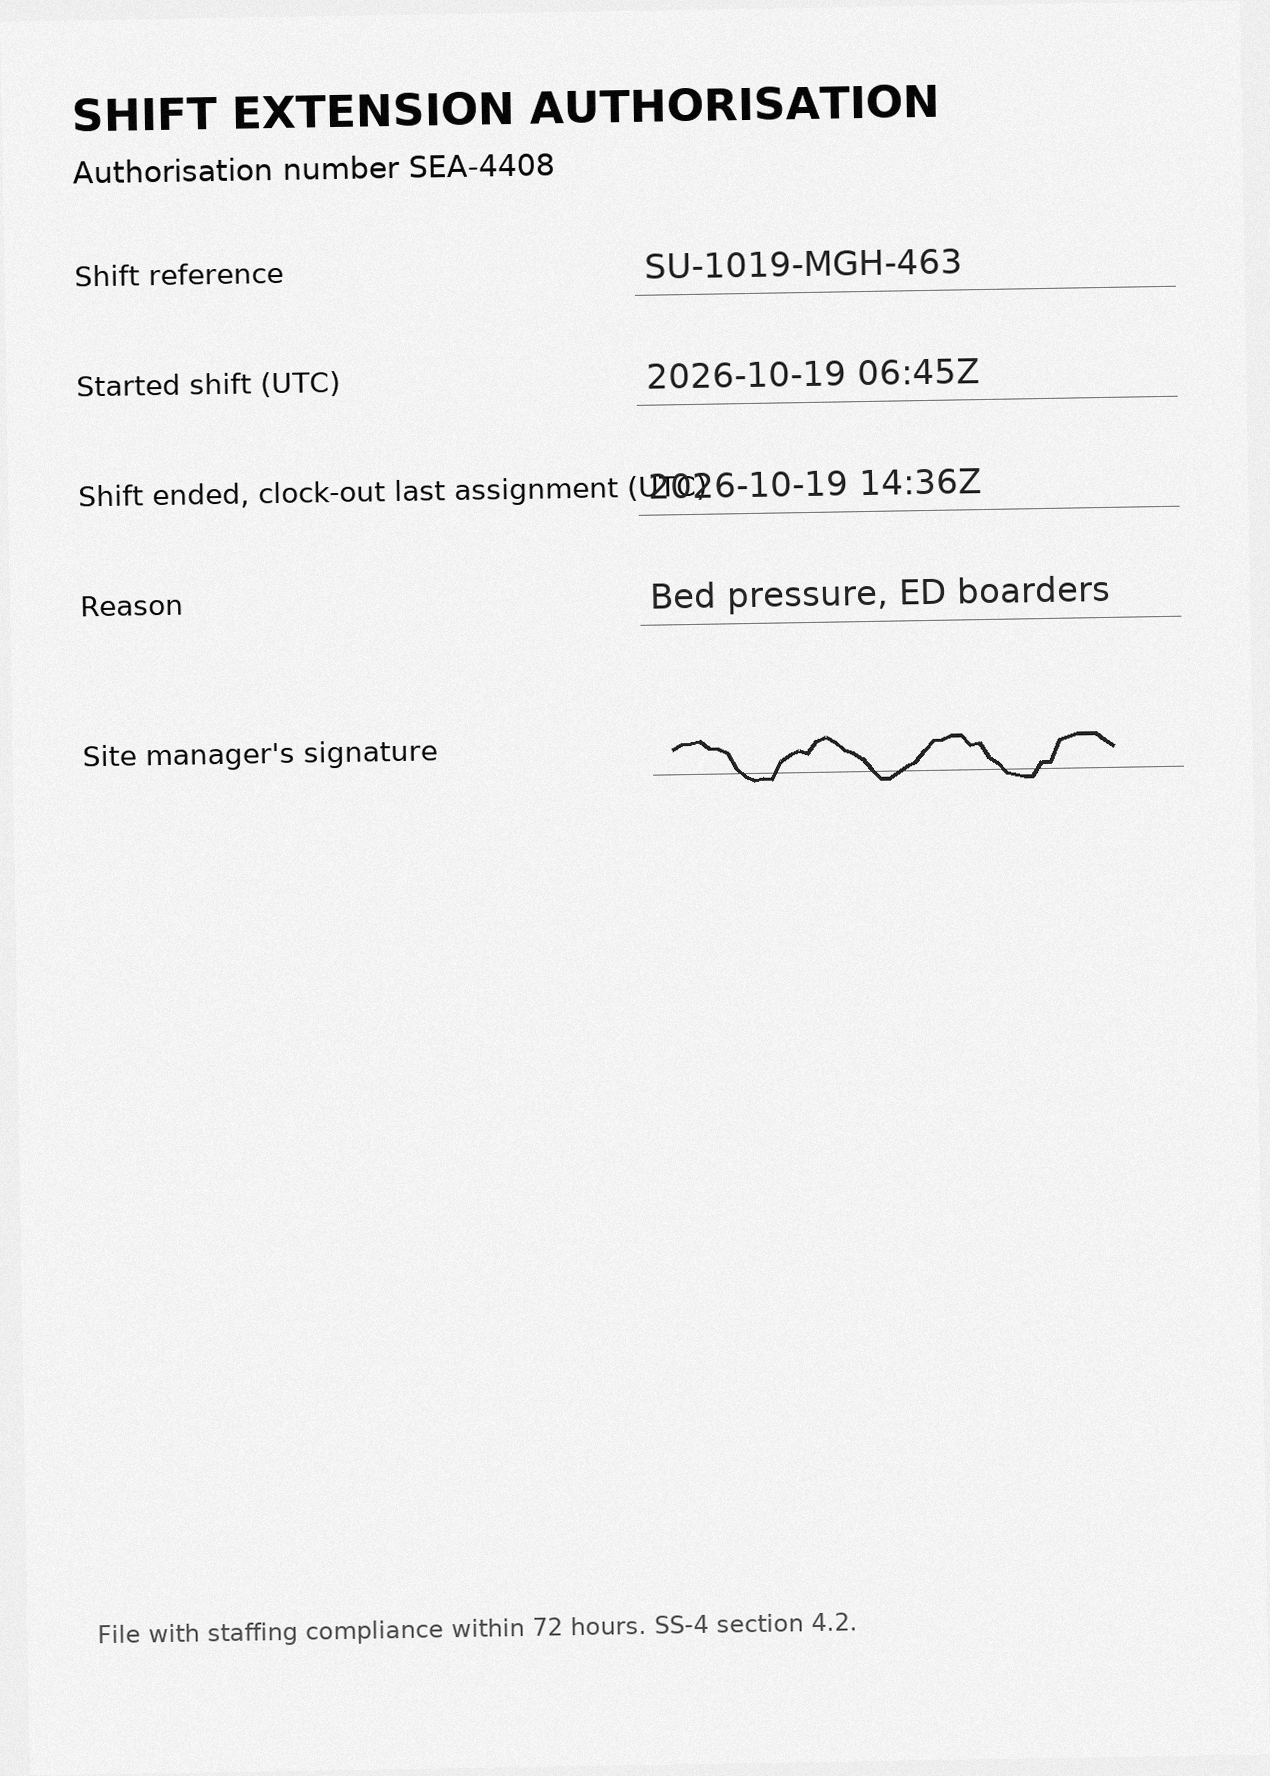 SHIFT EXTENSION AUTHORISATION
Authorisation number SEA-4408
Shift reference SU-1019-MGH-463
Started shift (UTC) 2026-10-19 06:45Z
Shift ended, clock-out last assignment (UTC) 2026-10-19 14:36Z
Reason Bed pressure, ED boarders
Site manager's signature
File with staffing compliance within 72 hours. SS-4 section 4.2.